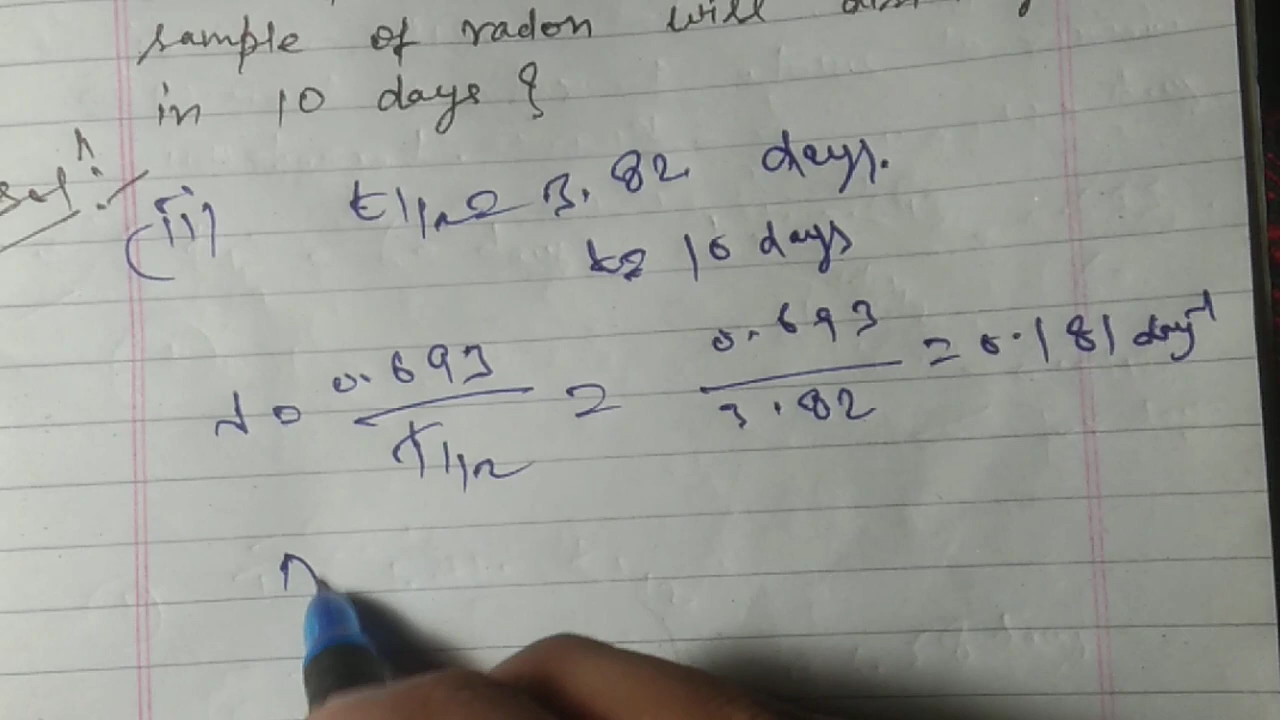 sample of radon will
in 10 days ?
Solⁿ:-
(ii) t1/2 = 3.82 days.
t = 10 days
λ = 0.693 / T1/2 = 0.693 / 3.82 = 0.181 day⁻¹